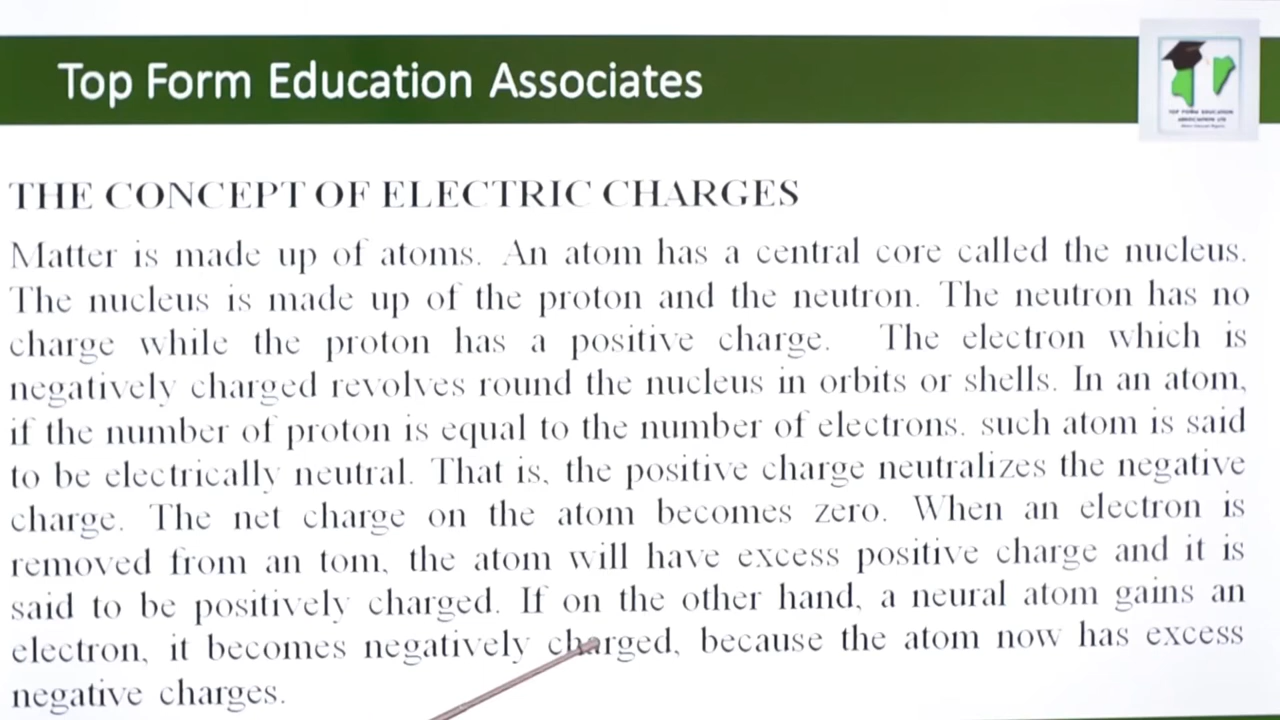 Top Form Education Associates
TOP FORM EDUCATION
ASSOCIATION LTD
THE CONCEPT OF ELECTRIC CHARGES
Matter is made up of atoms. An atom has a central core called the nucleus.
The nucleus is made up of the proton and the neutron. The neutron has no
charge while the proton has a positive charge. The electron which is
negatively charged revolves round the nucleus in orbits or shells. In an atom,
if the number of proton is equal to the number of electrons. such atom is said
to be electrically neutral. That is, the positive charge neutralizes the negative
charge. The net charge on the atom becomes zero. When an electron is
removed from an tom, the atom will have excess positive charge and it is
said to be positively charged. If on the other hand, a neural atom gains an
electron, it becomes negatively charged, because the atom now has excess
negative charges.